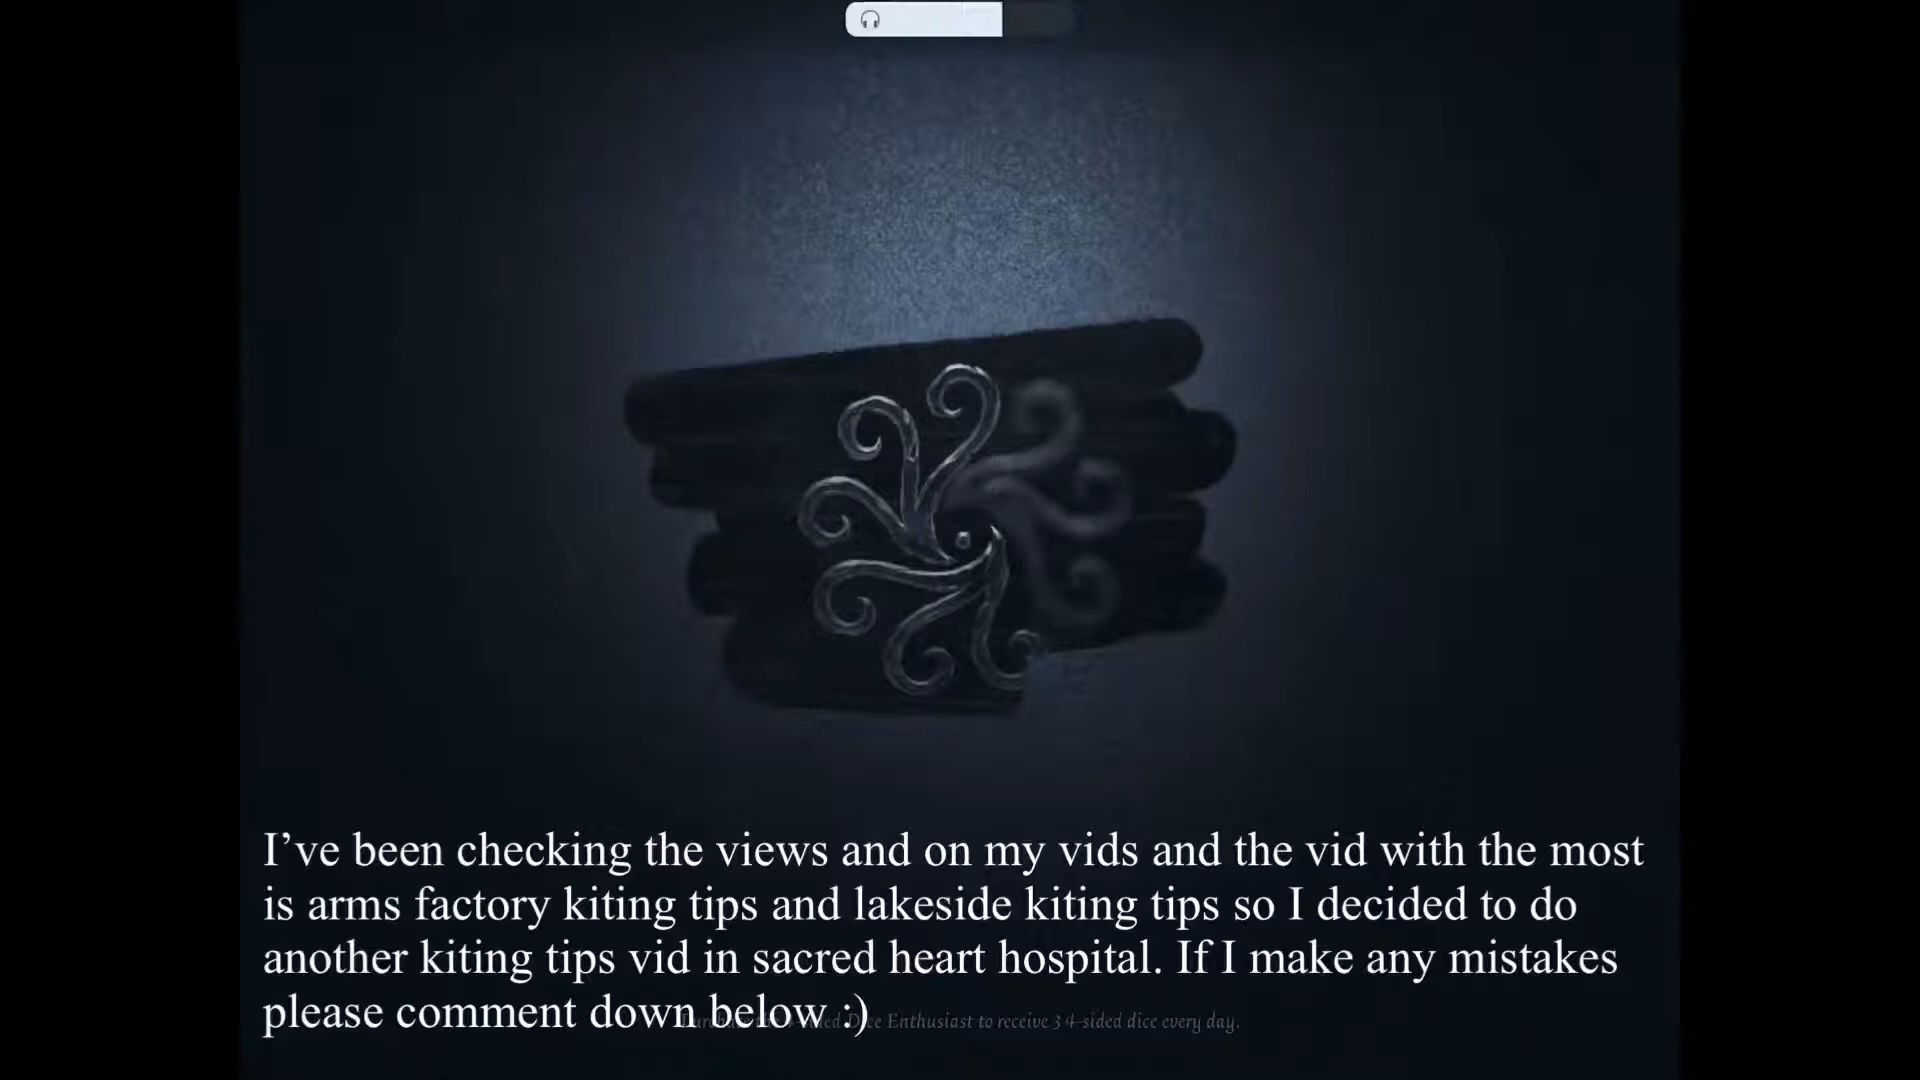 I’ve been checking the views and on my vids and the vid with the most
is arms factory kiting tips and lakeside kiting tips so I decided to do
another kiting tips vid in sacred heart hospital. If I make any mistakes
please comment down below :)
Dice Enthusiast to receive 3 4-sided dice every day.